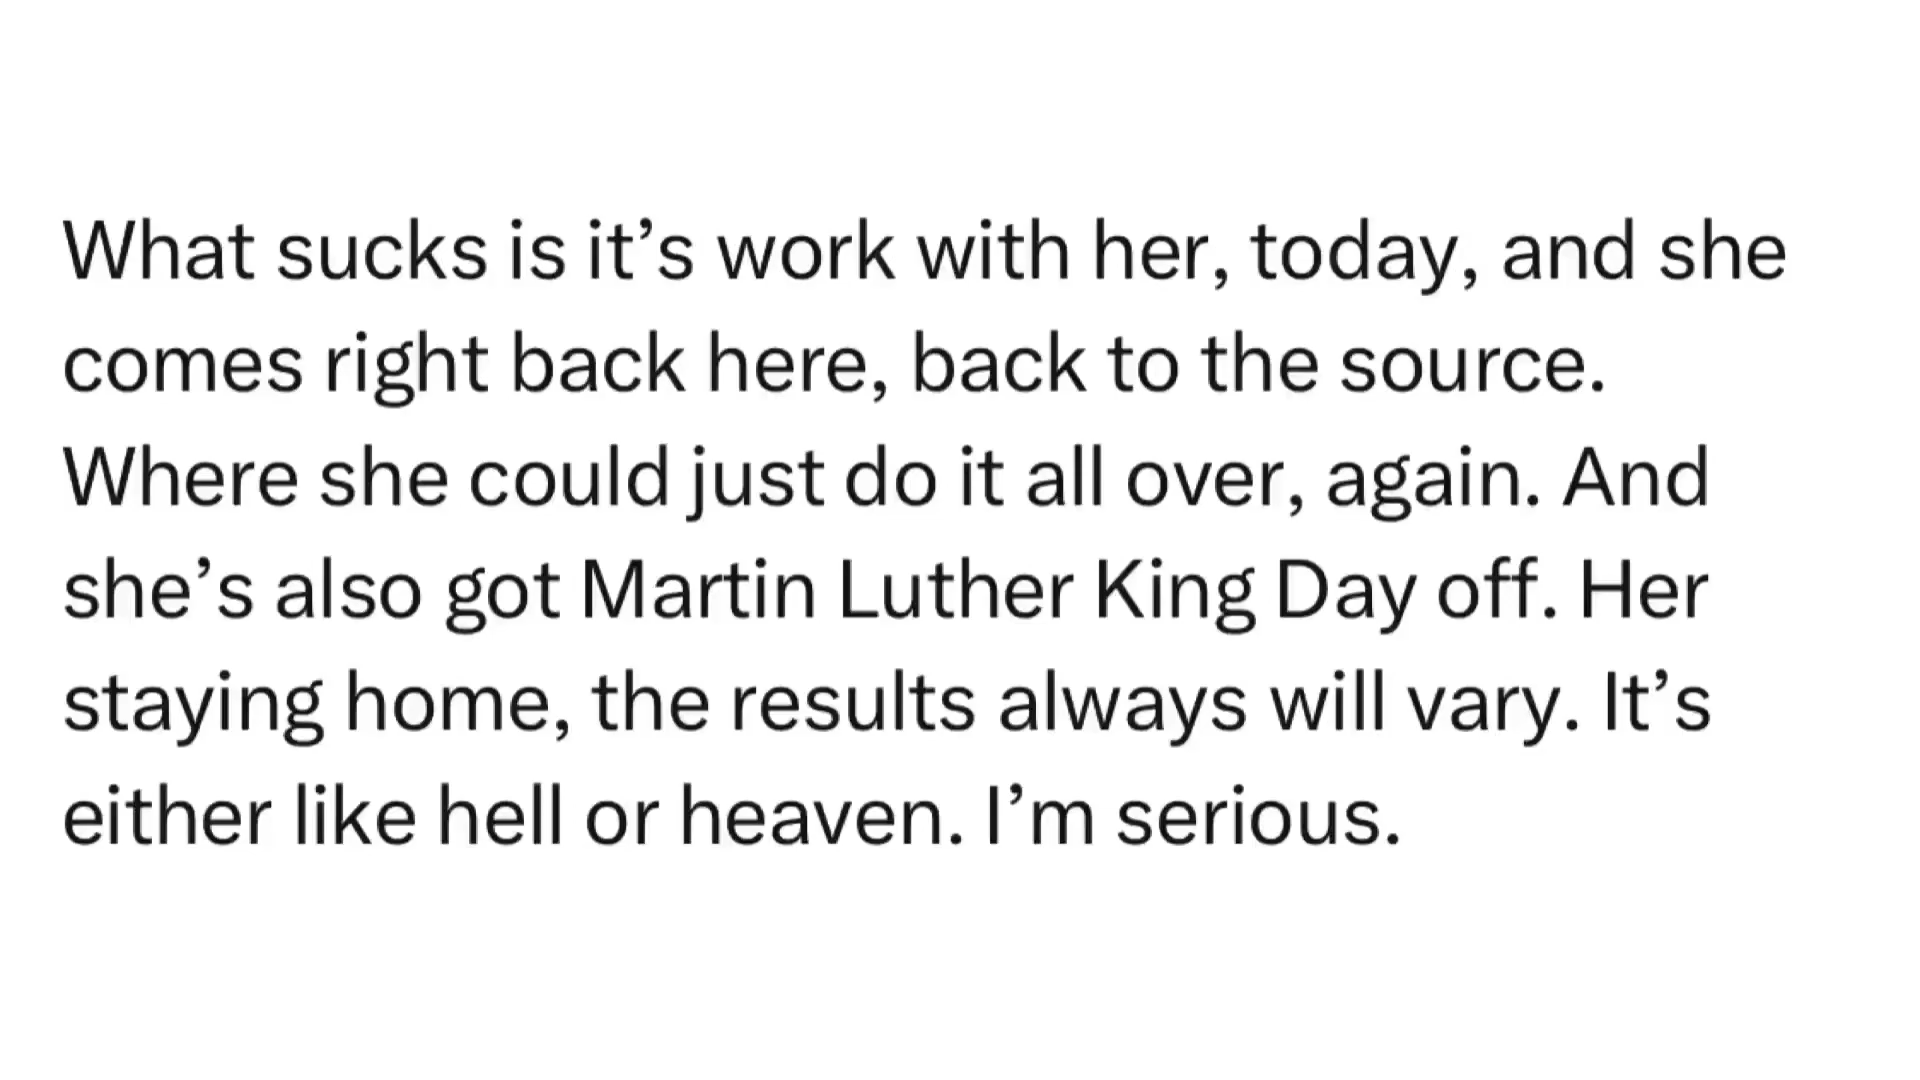 What sucks is it’s work with her, today, and she
comes right back here, back to the source.
Where she could just do it all over, again. And
she’s also got Martin Luther King Day off. Her
staying home, the results always will vary. It’s
either like hell or heaven. I’m serious.